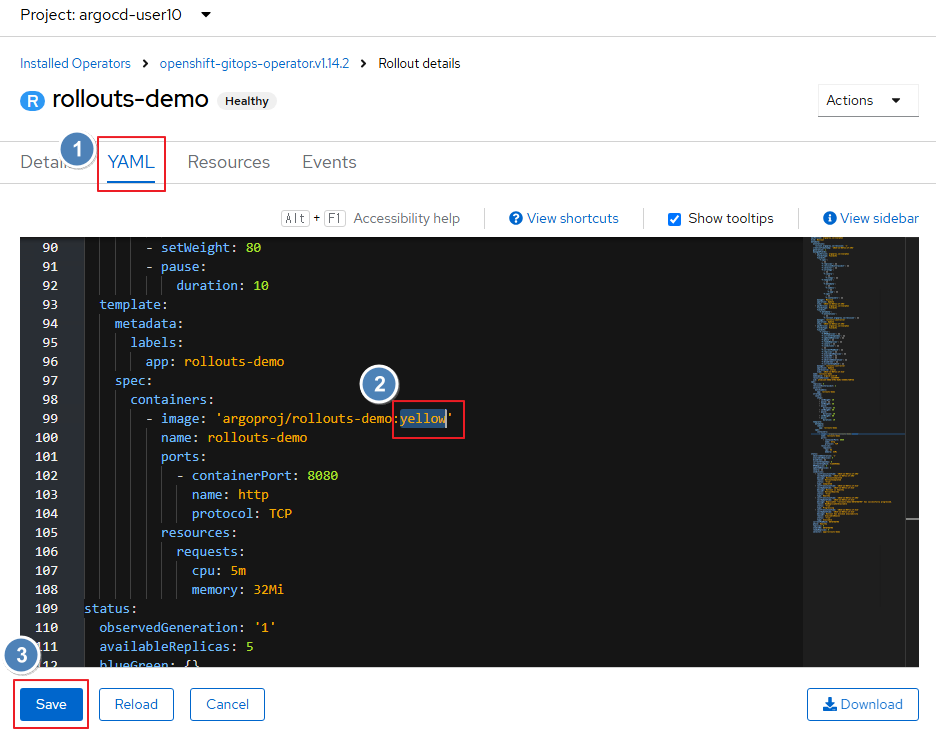 Project: argocd-user10
Installed Operators > openshift-gitops-operator.v1.14.2 > Rollout details
R rollouts-demo Healthy
Actions
Details 1 YAML Resources Events
Alt + F1 Accessibility help
View shortcuts
Show tooltips
View sidebar
90 - setWeight: 80
91 - pause:
92 duration: 10
93 template:
94 metadata:
95 labels:
96 app: rollouts-demo
97 spec:
2
98 containers:
99 - image: 'argoproj/rollouts-demo:yellow'
100 name: rollouts-demo
101 ports:
102 - containerPort: 8080
103 name: http
104 protocol: TCP
105 resources:
106 requests:
107 cpu: 5m
108 memory: 32Mi
109 status:
110 observedGeneration: '1'
111 availableReplicas: 5
3
112 blueGreen: {}
Save Reload Cancel Download